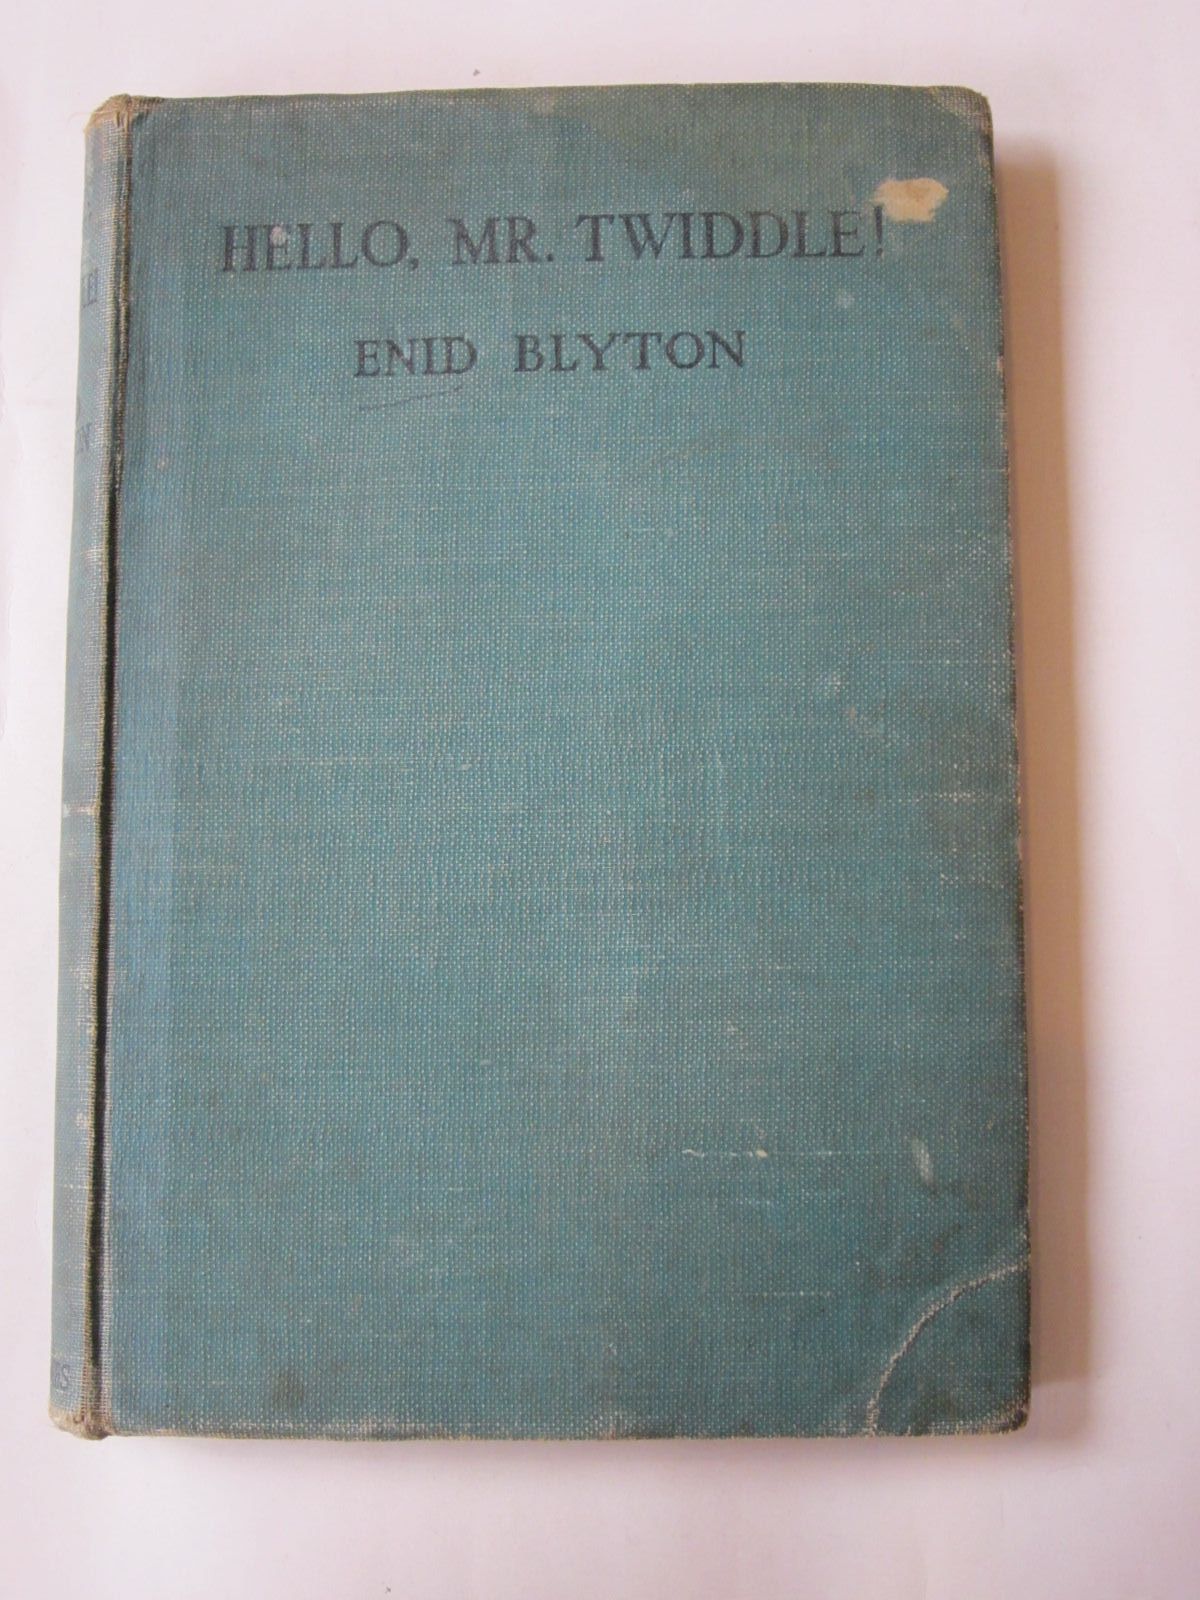 HELLO, MR. TWIDDLE!
ENID BLYTON